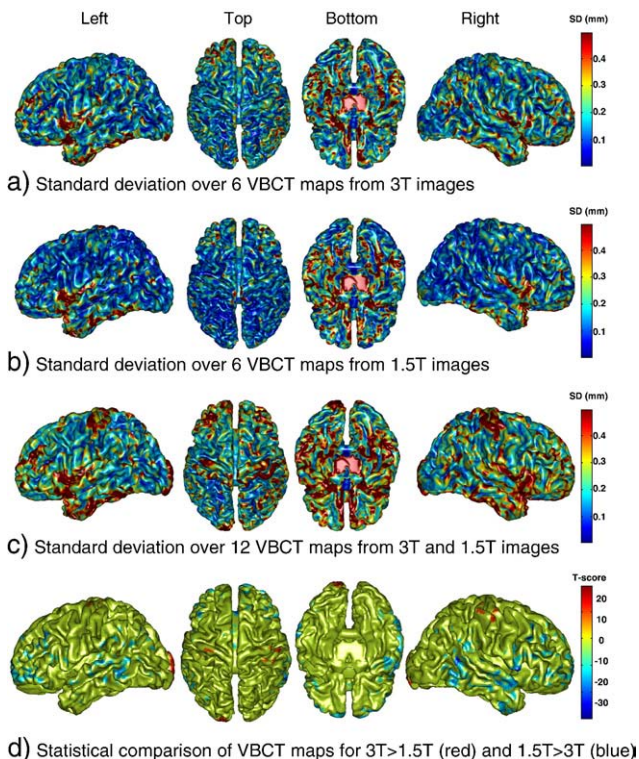 Left Top Bottom Right
SD (mm)
0.4
0.3
0.2
0.1
a) Standard deviation over 6 VBCT maps from 3T images
SD (mm)
0.4
0.3
0.2
0.1
b) Standard deviation over 6 VBCT maps from 1.5T images
SD (mm)
0.4
0.3
0.2
0.1
c) Standard deviation over 12 VBCT maps from 3T and 1.5T images
T-score
20
10
0
-10
-20
-30
d) Statistical comparison of VBCT maps for 3T>1.5T (red) and 1.5T>3T (blue)